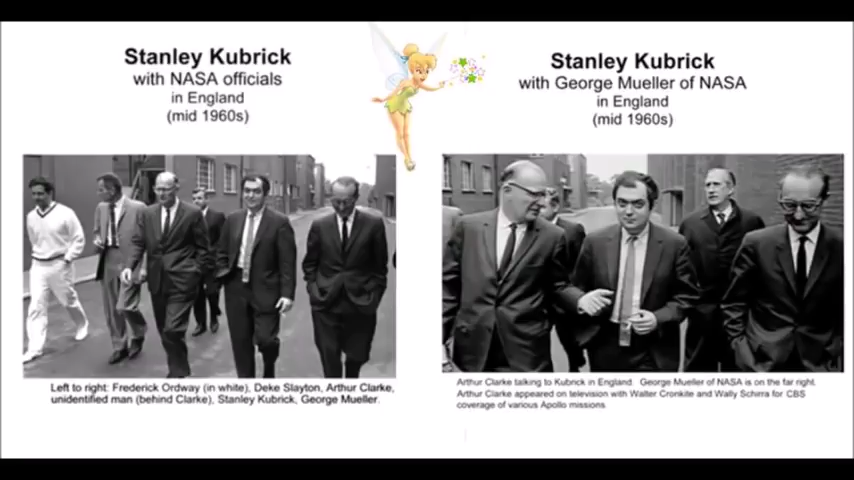 Stanley Kubrick
with NASA officials
in England
(mid 1960s)
Left to right: Frederick Ordway (in white), Deke Slayton, Arthur Clarke,
unidentified man (behind Clarke), Stanley Kubrick, George Mueller.
Stanley Kubrick
with George Mueller of NASA
in England
(mid 1960s)
Arthur Clarke talking to Kubrick in England. George Mueller of NASA is on the far right.
Arthur Clarke appeared on television with Walter Cronkite and Wally Schirra for CBS
coverage of various Apollo missions